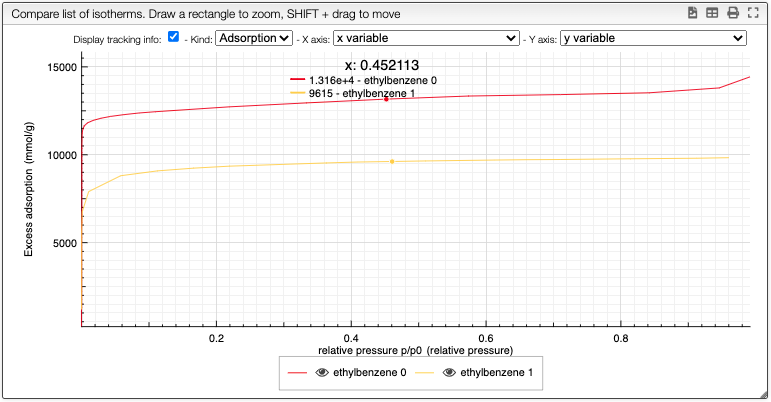 Compare list of isotherms. Draw a rectangle to zoom, SHIFT + drag to move
Display tracking info: - Kind: Adsorption - X axis: x variable - Y axis: y variable
x: 0.452113
1.316e+4 - ethylbenzene 0
9615 - ethylbenzene 1
15000
10000
5000
Excess adsorption (mmol/g)
0.2 0.4 0.6 0.8
relative pressure p/p0 (relative pressure)
ethylbenzene 0 ethylbenzene 1